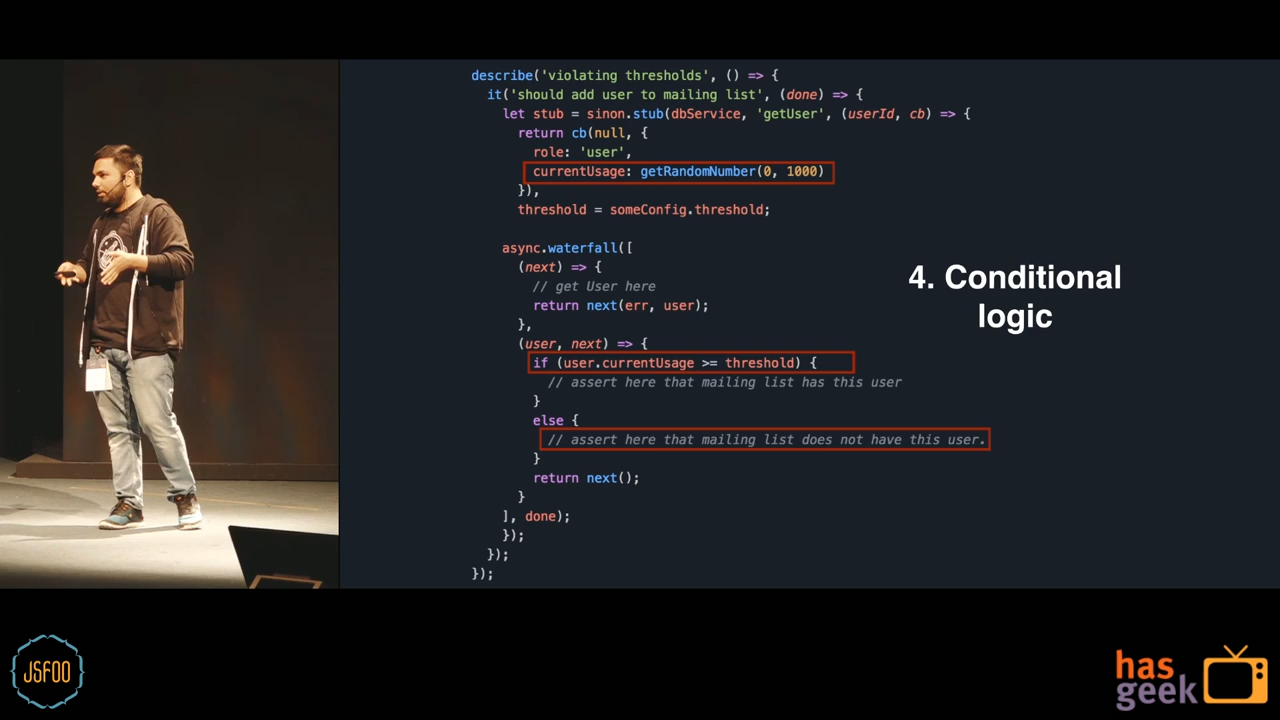 describe('violating thresholds', () => {
it('should add user to mailing list', (done) => {
let stub = sinon.stub(dbService, 'getUser', (userId, cb) => {
return cb(null, {
role: 'user',
currentUsage: getRandomNumber(0, 1000)
}),
threshold = someConfig.threshold;
async.waterfall([
(next) => {
// get User here
return next(err, user);
},
(user, next) => {
if (user.currentUsage >= threshold) {
// assert here that mailing list has this user
}
else {
// assert here that mailing list does not have this user.
}
return next();
}
], done);
});
});
});
4. Conditional
logic
JSFOO
has
geek